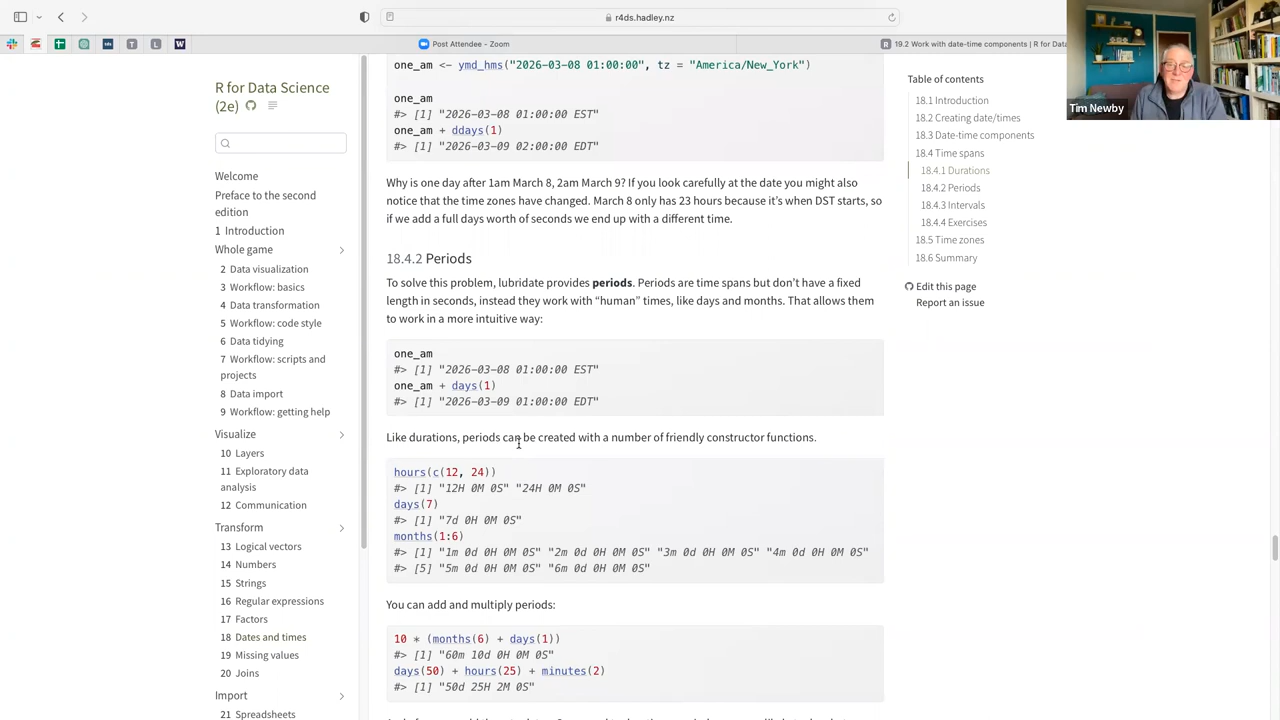 r4ds.hadley.nz
Post Attendee - Zoom
19.2 Work with date-time components | R for Data
Tim Newby
R for Data Science
(2e)
Welcome
Preface to the second
edition
1 Introduction
Whole game
2 Data visualization
3 Workflow: basics
4 Data transformation
5 Workflow: code style
6 Data tidying
7 Workflow: scripts and
projects
8 Data import
9 Workflow: getting help
Visualize
10 Layers
11 Exploratory data
analysis
12 Communication
Transform
13 Logical vectors
14 Numbers
15 Strings
16 Regular expressions
17 Factors
18 Dates and times
19 Missing values
20 Joins
Import
21 Spreadsheets
one_am <- ymd_hms("2026-03-08 01:00:00", tz = "America/New_York")
one_am
#> [1] "2026-03-08 01:00:00 EST"
one_am + ddays(1)
#> [1] "2026-03-09 02:00:00 EDT"
Why is one day after 1am March 8, 2am March 9? If you look carefully at the date you might also
notice that the time zones have changed. March 8 only has 23 hours because it's when DST starts, so
if we add a full days worth of seconds we end up with a different time.
18.4.2 Periods
To solve this problem, lubridate provides periods. Periods are time spans but don't have a fixed
length in seconds, instead they work with “human” times, like days and months. That allows them
to work in a more intuitive way:
one_am
#> [1] "2026-03-08 01:00:00 EST"
one_am + days(1)
#> [1] "2026-03-09 01:00:00 EDT"
Like durations, periods can be created with a number of friendly constructor functions.
hours(c(12, 24))
#> [1] "12H 0M 0S" "24H 0M 0S"
days(7)
#> [1] "7d 0H 0M 0S"
months(1:6)
#> [1] "1m 0d 0H 0M 0S" "2m 0d 0H 0M 0S" "3m 0d 0H 0M 0S" "4m 0d 0H 0M 0S"
#> [5] "5m 0d 0H 0M 0S" "6m 0d 0H 0M 0S"
You can add and multiply periods:
10 * (months(6) + days(1))
#> [1] "60m 10d 0H 0M 0S"
days(50) + hours(25) + minutes(2)
#> [1] "50d 25H 2M 0S"
Table of contents
18.1 Introduction
18.2 Creating date/times
18.3 Date-time components
18.4 Time spans
18.4.1 Durations
18.4.2 Periods
18.4.3 Intervals
18.4.4 Exercises
18.5 Time zones
18.6 Summary
Edit this page
Report an issue